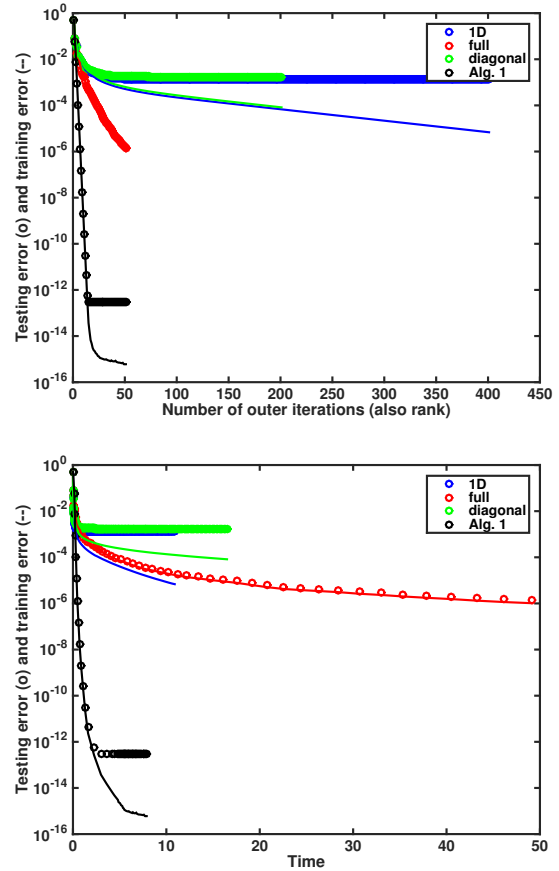 Testing error (o) and training error (--)
10^0
10^-2
10^-4
10^-6
10^-8
10^-10
10^-12
10^-14
10^-16
1D
full
diagonal
Alg. 1
0 50 100 150 200 250 300 350 400 450
Number of outer iterations (also rank)
Testing error (o) and training error (--)
10^0
10^-2
10^-4
10^-6
10^-8
10^-10
10^-12
10^-14
10^-16
1D
full
diagonal
Alg. 1
0 10 20 30 40 50
Time